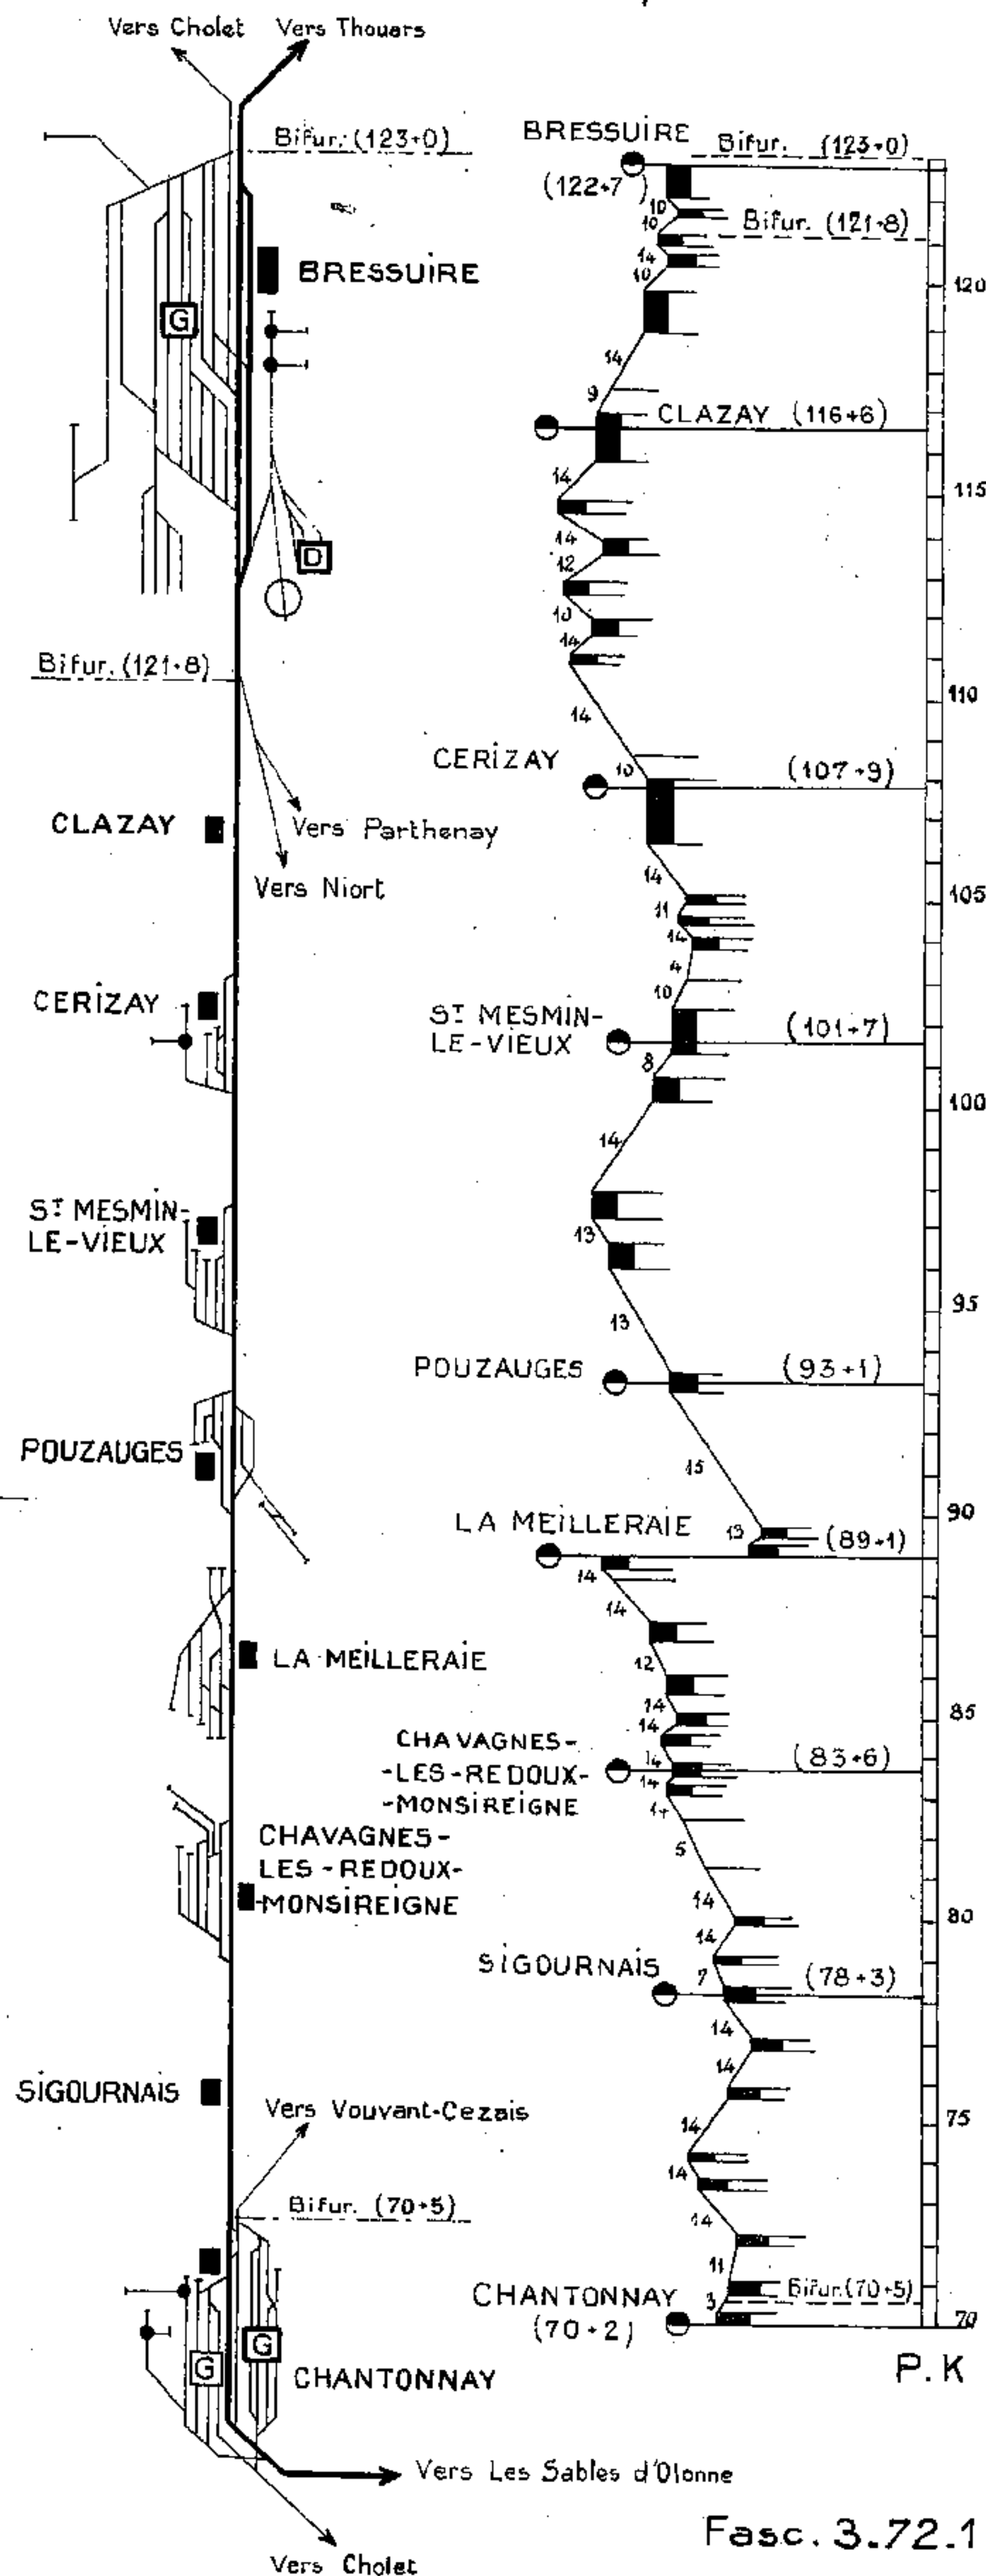 Vers Cholet
Vers Thouars
Bifur. (123+0)
BRESSUIRE
G
D
Bifur. (121+8)
Vers Parthenay
Vers Niort
CLAZAY
CERIZAY
ST MESMIN-
LE-VIEUX
POUZAUGES
LA MEILLERAIE
CHAVAGNES-
LES-REDOUX-
-MONSIREIGNE
SIGOURNAIS
Vers Vouvant-Cezais
Bifur. (70+5)
G
G
CHANTONNAY
Vers Les Sables d'Olonne
Vers Cholet
BRESSUIRE
Bifur. (123+0)
(122+7)
10
10
Bifur. (121+8)
14
10
120
14
9
CLAZAY (116+6)
14
115
14
12
10
14
110
14
CERIZAY
10
(107+9)
14
105
11
14
4
10
ST MESMIN-
LE-VIEUX
(101+7)
8
100
14
13
95
13
POUZAUGES
(93+1)
15
90
LA MEILLERAIE
13
(89+1)
14
14
12
14
85
14
CHAVAGNES-
-LES-REDOUX-
-MONSIREIGNE
14
(83+6)
14
5
14
80
14
SIGOURNAIS
7
(78+3)
14
14
75
14
14
14
11
CHANTONNAY
(70+2)
Bifur. (70+5)
3
70
P.K
Fasc. 3.72.1